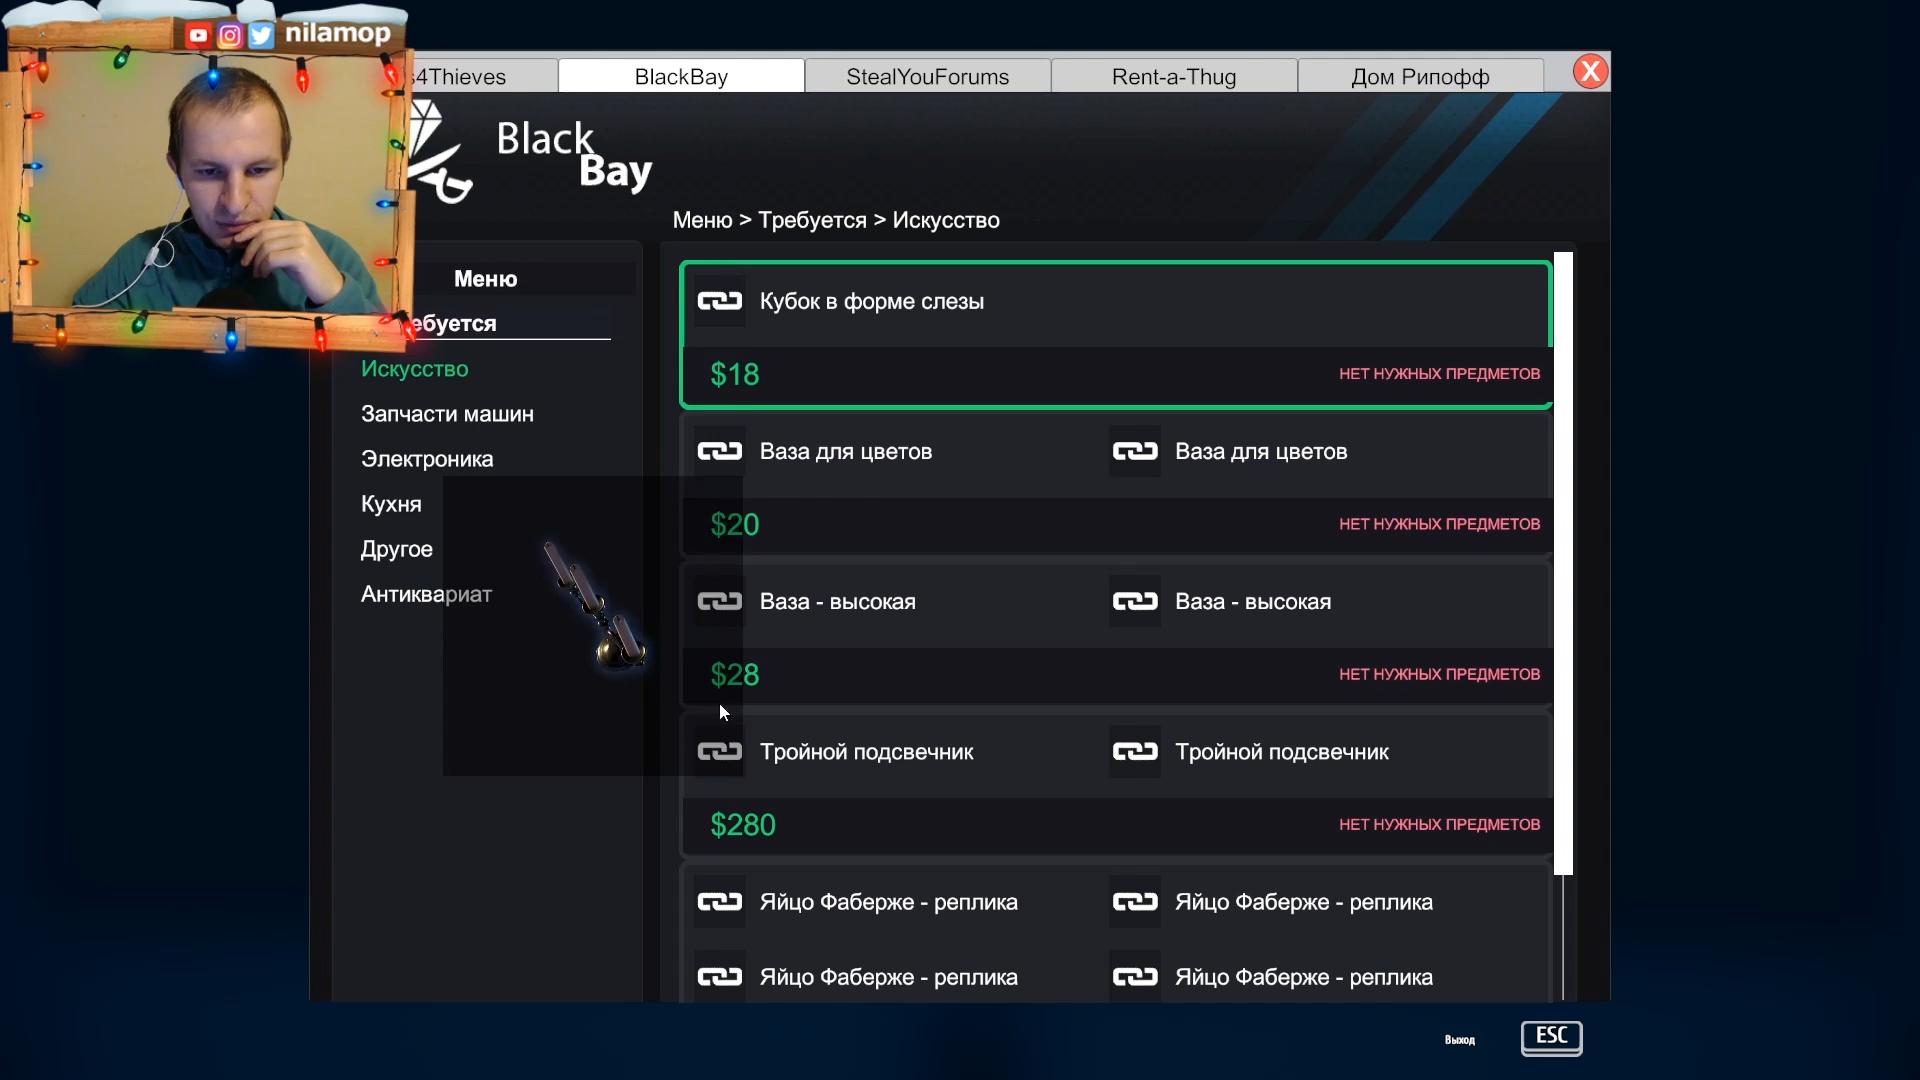 nilamop
s4Thieves
BlackBay
StealYouForums
Rent-a-Thug
Дом Рипофф
X
Black
Bay
Меню > Требуется > Искусство
Меню
ебуется
Искусство
Запчасти машин
Электроника
Кухня
Другое
Антиквариат
Кубок в форме слезы
$18
НЕТ НУЖНЫХ ПРЕДМЕТОВ
Ваза для цветов
Ваза для цветов
$20
НЕТ НУЖНЫХ ПРЕДМЕТОВ
Ваза - высокая
Ваза - высокая
$28
НЕТ НУЖНЫХ ПРЕДМЕТОВ
Тройной подсвечник
Тройной подсвечник
$280
НЕТ НУЖНЫХ ПРЕДМЕТОВ
Яйцо Фаберже - реплика
Яйцо Фаберже - реплика
Яйцо Фаберже - реплика
Яйцо Фаберже - реплика
Выход
ESC